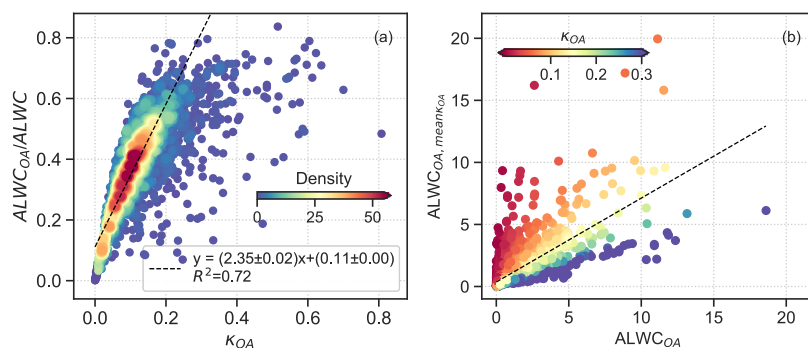 (a)
0.8
0.6
0.4
0.2
0.0
ALWC_OA/ALWC
Density
0 25 50
y = (2.35±0.02)x+(0.11±0.00)
R²=0.72
0.0 0.2 0.4 0.6 0.8
κ_OA
(b)
κ_OA
0.1 0.2 0.3
20
15
10
5
0
ALWC_OA, meanκ_OA
0 5 10 15 20
ALWC_OA